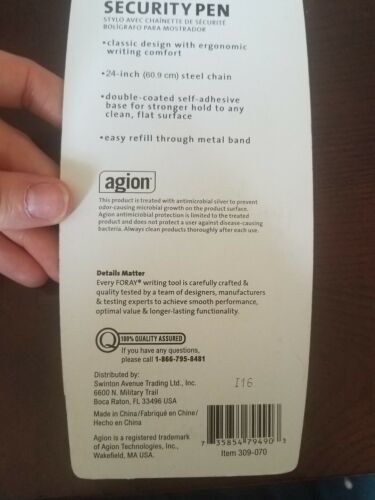 SECURITY PEN
STYLO AVEC CHAÎNETTE DE SÉCURITÉ
BOLÍGRAFO PARA MOSTRADOR
•classic design with ergonomic
writing comfort
•24-inch (60.9 cm) steel chain
•double-coated self-adhesive
base for stronger hold to any
clean, flat surface
•easy refill through metal band
agion®
This product is treated with antimicrobial silver to prevent
odor-causing microbial growth on the product surface.
Agion antimicrobial protection is limited to the treated
product and does not protect a user against disease-causing
bacteria. Always clean products thoroughly after each use.
Details Matter
Every FORAY® writing tool is carefully crafted &
quality tested by a team of designers, manufacturers
& testing experts to achieve smooth performance,
optimal value & longer-lasting functionality.
Q 100% QUALITY ASSURED
If you have any questions,
please call 1-866-795-8481
Distributed by:
Swinton Avenue Trading Ltd., Inc.
6600 N. Military Trail
Boca Raton, FL 33496 USA
I16
Made in China/Fabriqué en Chine/
Hecho en China
Agion is a registered trademark
of Agion Technologies, Inc.,
Wakefield, MA USA.
7 35854 79490 3
Item 309-070